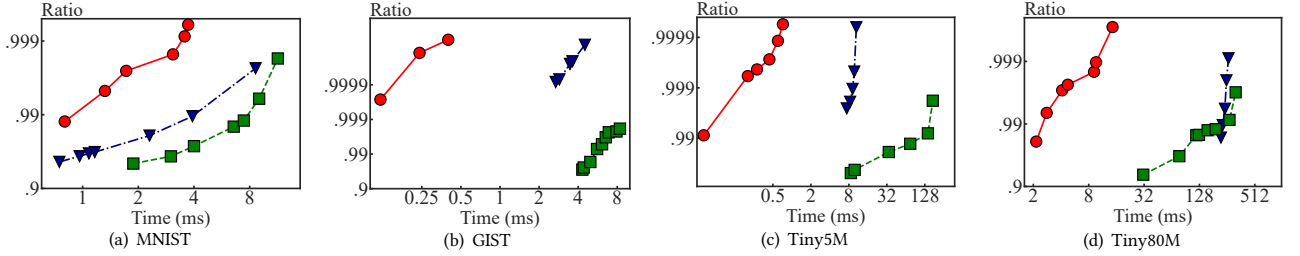 Ratio
.999
.99
.9
1 2 4 8
Time (ms)
(a) MNIST
Ratio
.9999
.999
.99
.9
0.25 0.5 1 2 4 8
Time (ms)
(b) GIST
Ratio
.9999
.999
.99
0.5 2 8 32 128
Time (ms)
(c) Tiny5M
Ratio
.999
.99
.9
2 8 32 128 512
Time (ms)
(d) Tiny80M